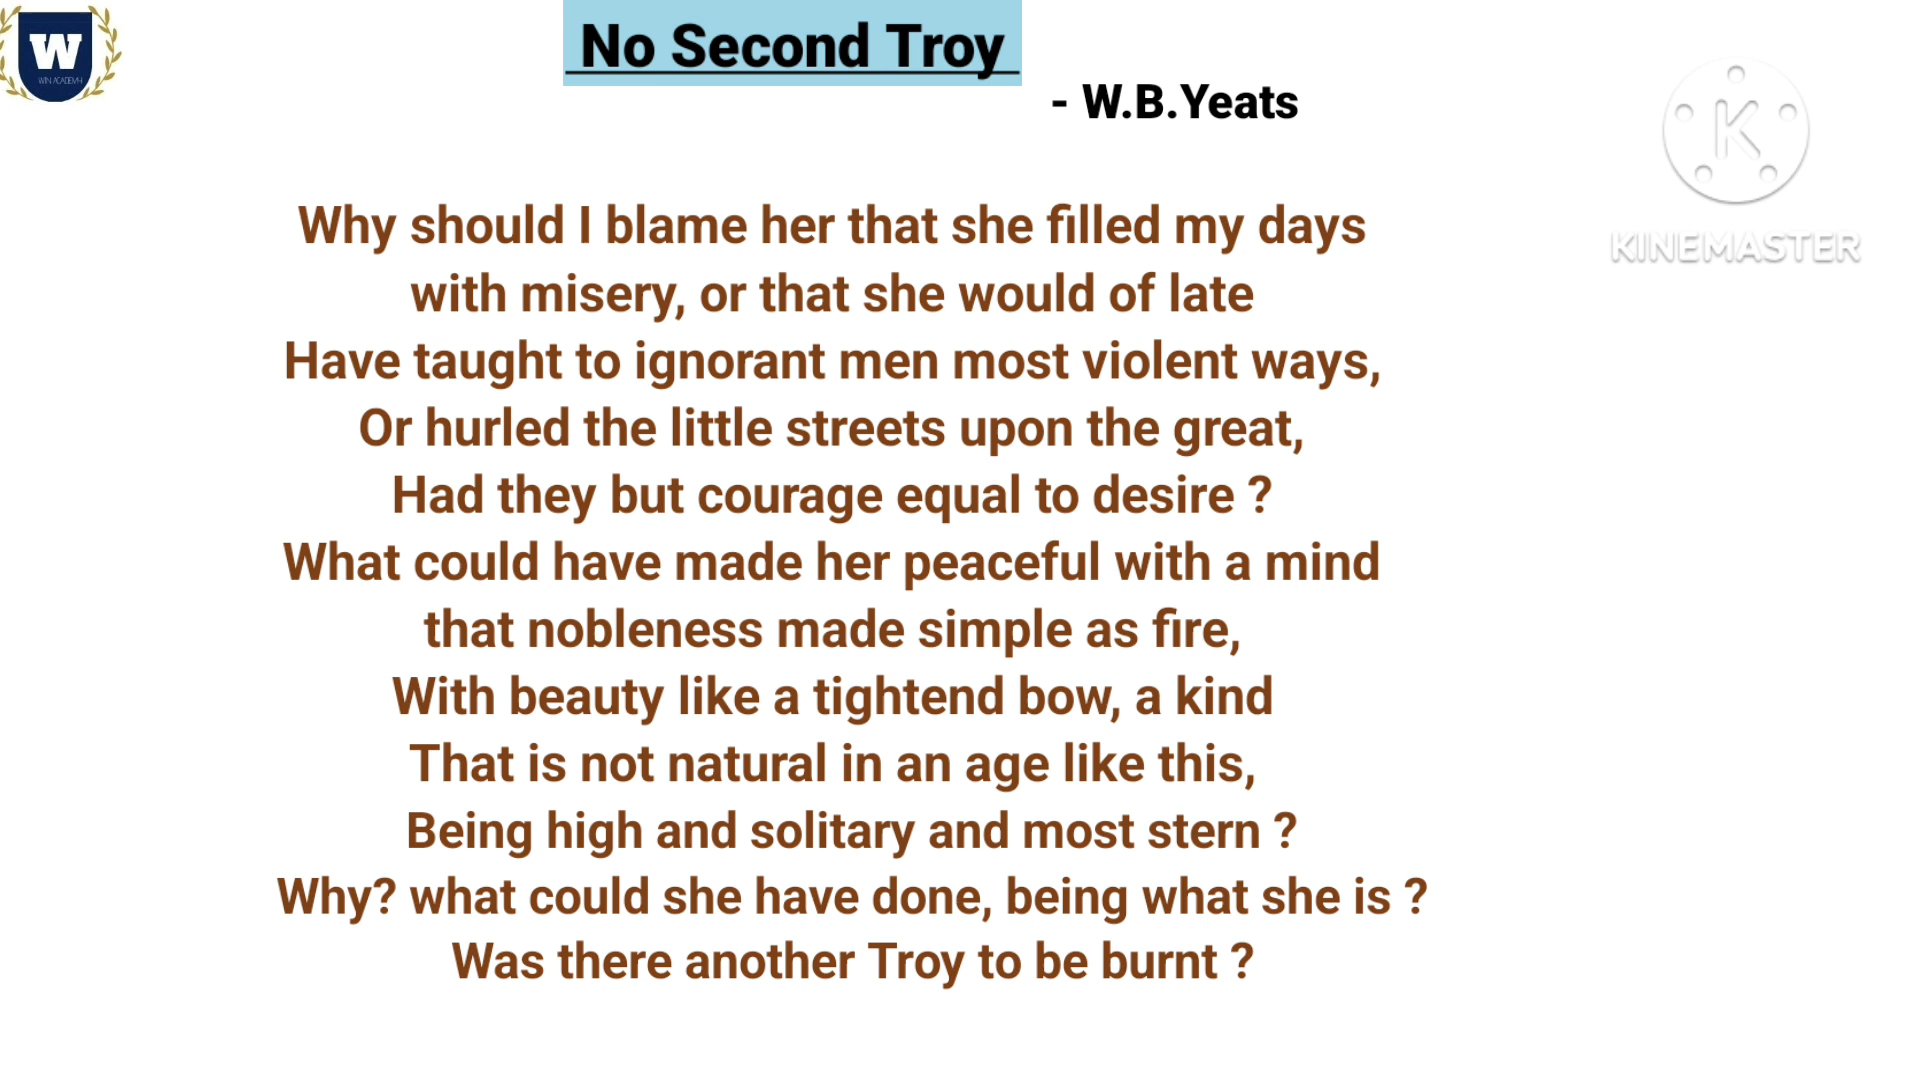 W
WIN ACADEMY
No Second Troy
- W.B.Yeats
K
KINEMASTER
Why should I blame her that she filled my days
with misery, or that she would of late
Have taught to ignorant men most violent ways,
Or hurled the little streets upon the great,
Had they but courage equal to desire ?
What could have made her peaceful with a mind
that nobleness made simple as fire,
With beauty like a tightend bow, a kind
That is not natural in an age like this,
Being high and solitary and most stern ?
Why? what could she have done, being what she is ?
Was there another Troy to be burnt ?